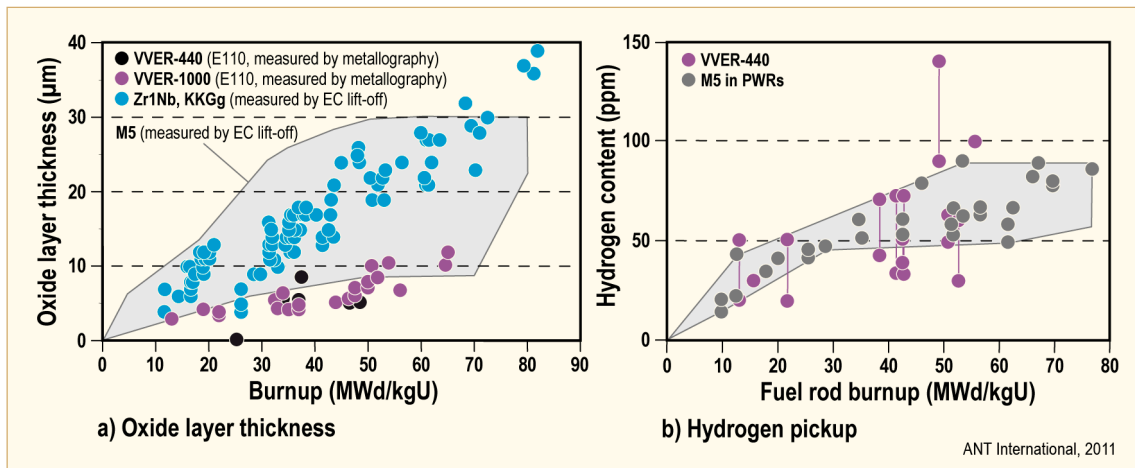 40
30
20
10
0
Oxide layer thickness (µm)
VVER-440 (E110, measured by metallography)
VVER-1000 (E110, measured by metallography)
Zr1Nb, KKGg (measured by EC lift-off)
M5 (measured by EC lift-off)
0 10 20 30 40 50 60 70 80 90
Burnup (MWd/kgU)
a) Oxide layer thickness
150
100
50
0
Hydrogen content (ppm)
VVER-440
M5 in PWRs
0 10 20 30 40 50 60 70 80
Fuel rod burnup (MWd/kgU)
b) Hydrogen pickup
ANT International, 2011